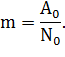 m = A₀/N₀.